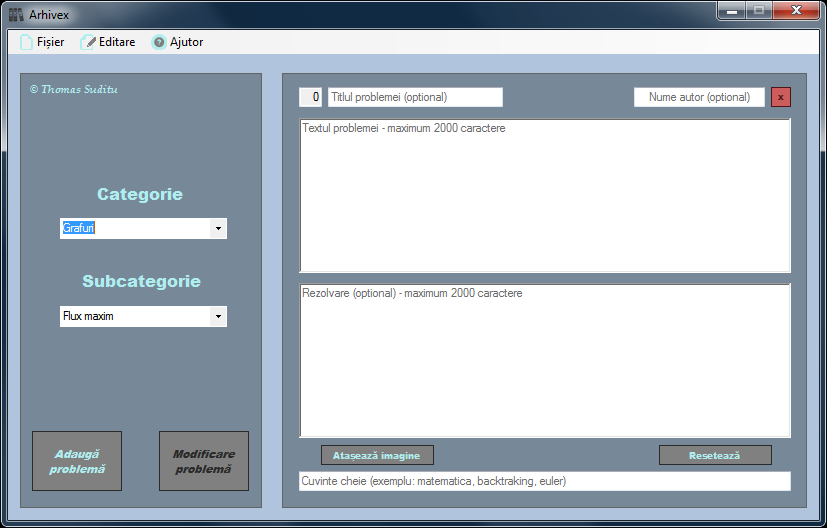 Arhivex
Fișier Editare Ajutor
© Thomas Suditu
Categorie
Grafuri
Subcategorie
Flux maxim
Adaugă
problemă
Modificare
problemă
0 Titlul problemei (optional) Nume autor (optional) x
Textul problemei - maximum 2000 caractere
Rezolvare (optional) - maximum 2000 caractere
Atașează imagine Resetează
Cuvinte cheie (exemplu: matematica, backtraking, euler)